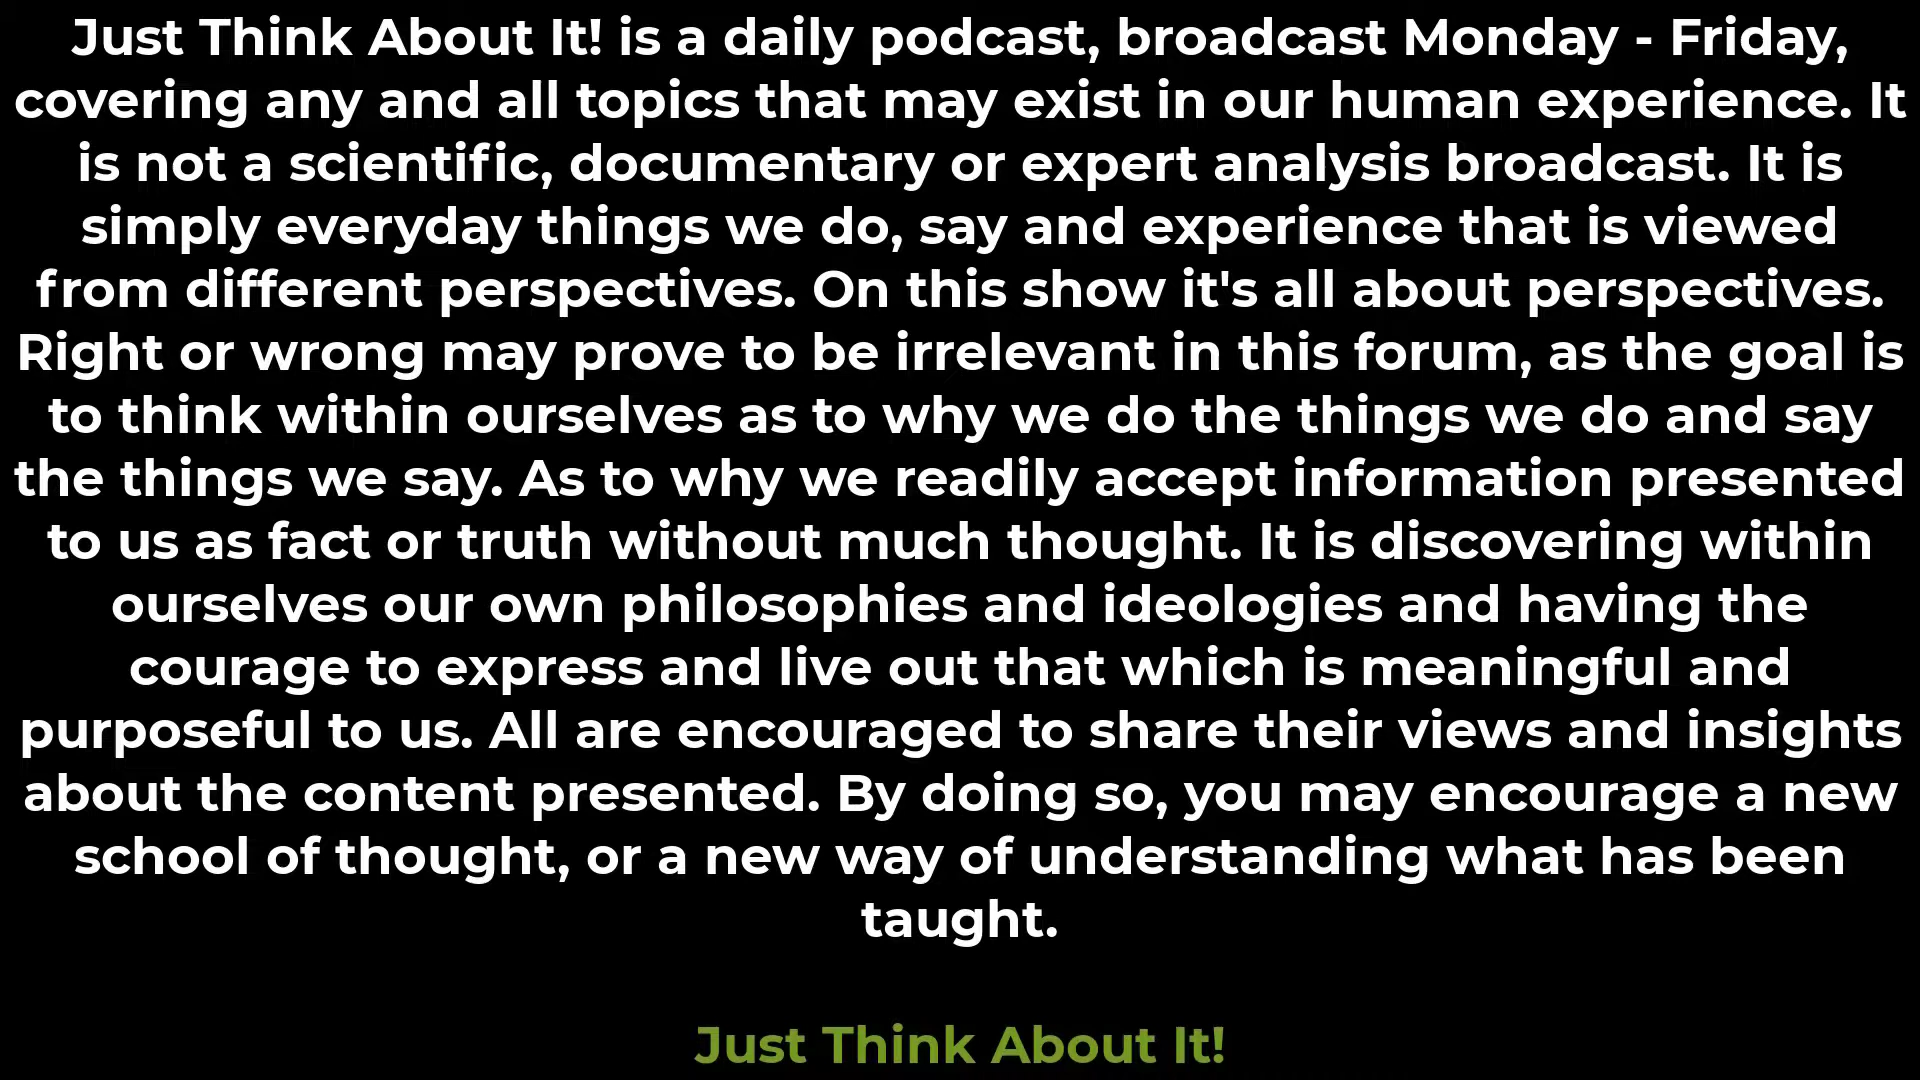 Just Think About It! is a daily podcast, broadcast Monday - Friday,
covering any and all topics that may exist in our human experience. It
is not a scientific, documentary or expert analysis broadcast. It is
simply everyday things we do, say and experience that is viewed
from different perspectives. On this show it's all about perspectives.
Right or wrong may prove to be irrelevant in this forum, as the goal is
to think within ourselves as to why we do the things we do and say
the things we say. As to why we readily accept information presented
to us as fact or truth without much thought. It is discovering within
ourselves our own philosophies and ideologies and having the
courage to express and live out that which is meaningful and
purposeful to us. All are encouraged to share their views and insights
about the content presented. By doing so, you may encourage a new
school of thought, or a new way of understanding what has been
taught.
Just Think About It!